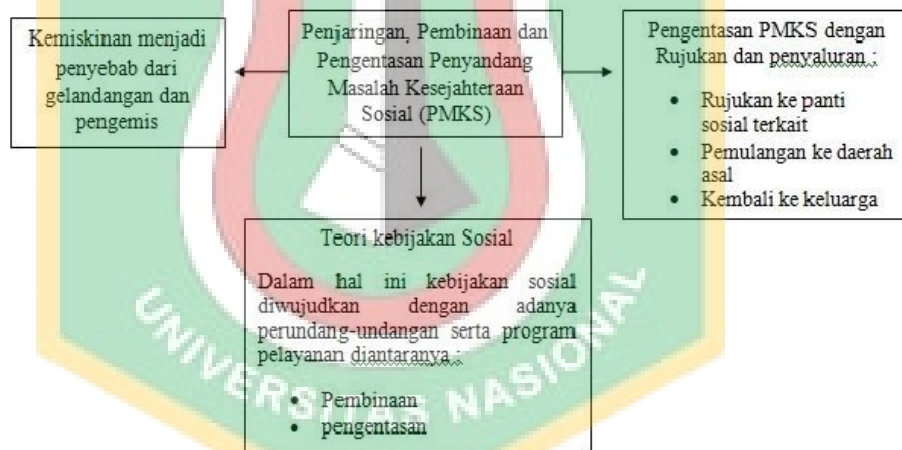 Kemiskinan menjadi
penyebab dari
gelandangan dan
pengemis
Penjaringan, Pembinaan dan
Pengentasan Penyandang
Masalah Kesejahteraan
Sosial (PMKS)
Pengentasan PMKS dengan
Rujukan dan penyaluran :
• Rujukan ke panti
sosial terkait
• Pemulangan ke daerah
asal
• Kembali ke keluarga
Teori kebijakan Sosial
Dalam hal ini kebijakan sosial
diwujudkan dengan adanya
perundang-undangan serta program
pelayanan diantaranya :
• Pembinaan
• pengentasan
UNIVERSITAS NASIONAL